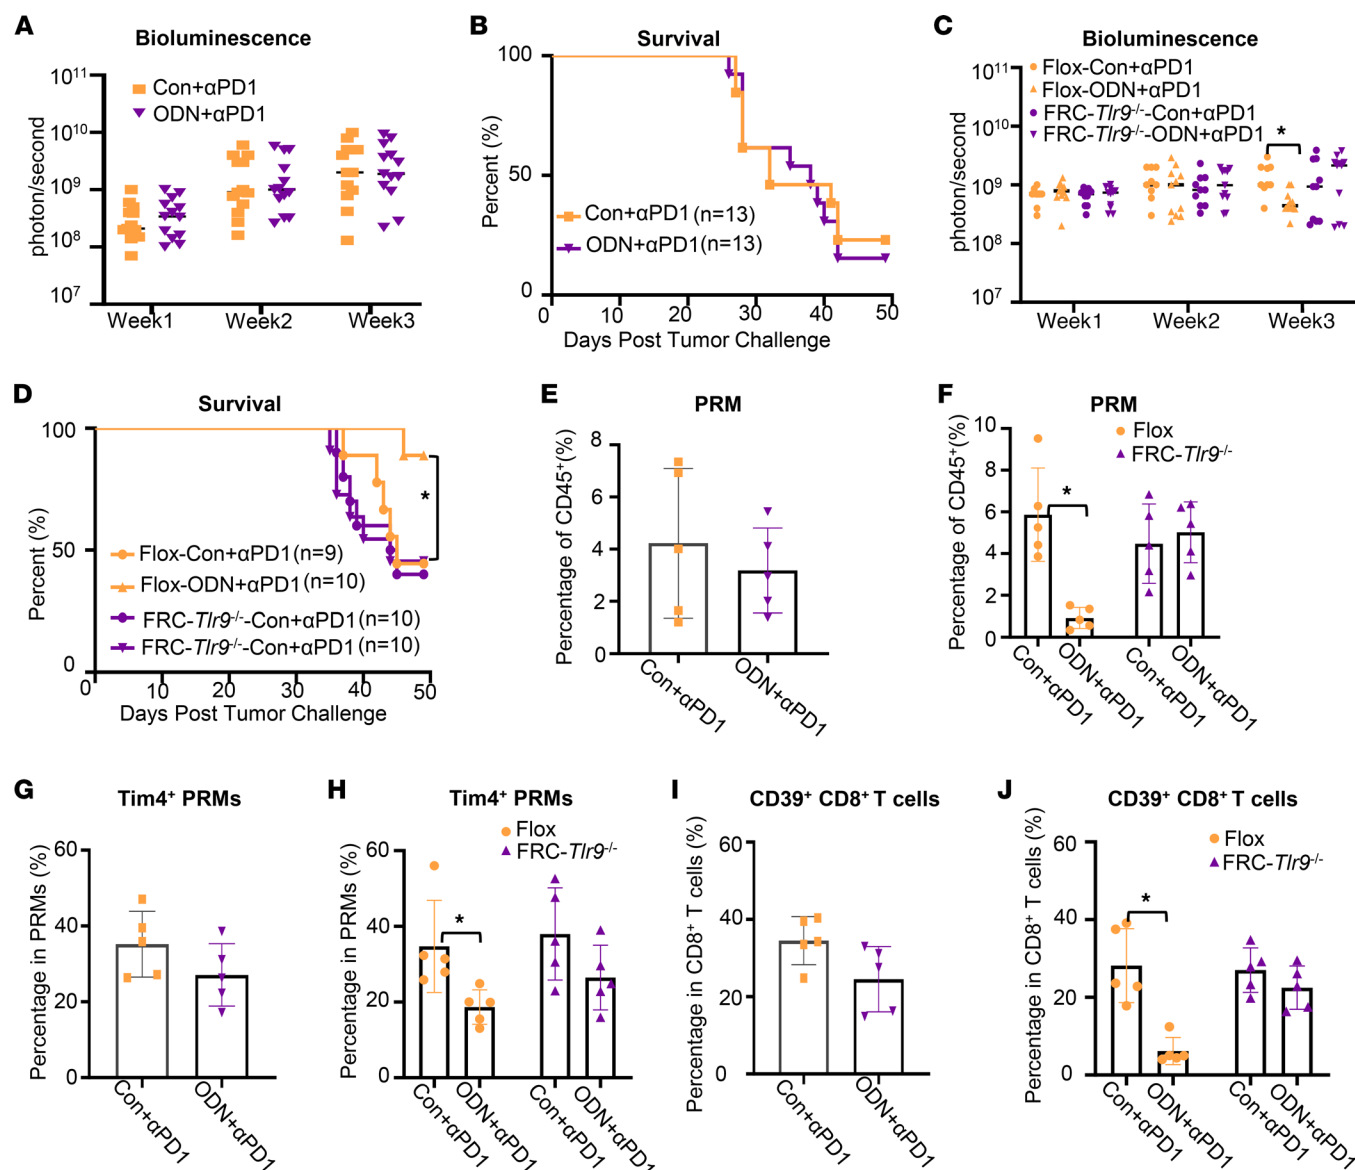 A
Bioluminescence
photon/second
10¹¹
10¹⁰
10⁹
10⁸
10⁷
Con+αPD1
ODN+αPD1
Week1
Week2
Week3
B
Survival
Percent (%)
100
50
0
Con+αPD1 (n=13)
ODN+αPD1 (n=13)
0
10
20
30
40
50
Days Post Tumor Challenge
C
Bioluminescence
photon/second
10¹¹
10¹⁰
10⁹
10⁸
10⁷
Flox-Con+αPD1
Flox-ODN+αPD1
FRC-Tlr9⁻/⁻-Con+αPD1
FRC-Tlr9⁻/⁻-ODN+αPD1
*
Week1
Week2
Week3
D
Survival
Percent (%)
100
50
0
*
Flox-Con+αPD1 (n=9)
Flox-ODN+αPD1 (n=10)
FRC-Tlr9⁻/⁻-Con+αPD1 (n=10)
FRC-Tlr9⁻/⁻-Con+αPD1 (n=10)
0
10
20
30
40
50
Days Post Tumor Challenge
E
PRM
Percentage of CD45⁺(%)
8
6
4
2
0
Con+αPD1
ODN+αPD1
F
PRM
Percentage of CD45⁺(%)
10
8
6
4
2
0
Flox
FRC-Tlr9⁻/⁻
*
Con+αPD1
ODN+αPD1
Con+αPD1
ODN+αPD1
G
Tim4⁺ PRMs
Percentage in PRMs (%)
60
40
20
0
Con+αPD1
ODN+αPD1
H
Tim4⁺ PRMs
Percentage in PRMs (%)
60
40
20
0
Flox
FRC-Tlr9⁻/⁻
*
Con+αPD1
ODN+αPD1
Con+αPD1
ODN+αPD1
I
CD39⁺ CD8⁺ T cells
Percentage in CD8⁺ T cells (%)
60
40
20
0
Con+αPD1
ODN+αPD1
J
CD39⁺ CD8⁺ T cells
Percentage in CD8⁺ T cells (%)
60
40
20
0
Flox
FRC-Tlr9⁻/⁻
*
Con+αPD1
ODN+αPD1
Con+αPD1
ODN+αPD1